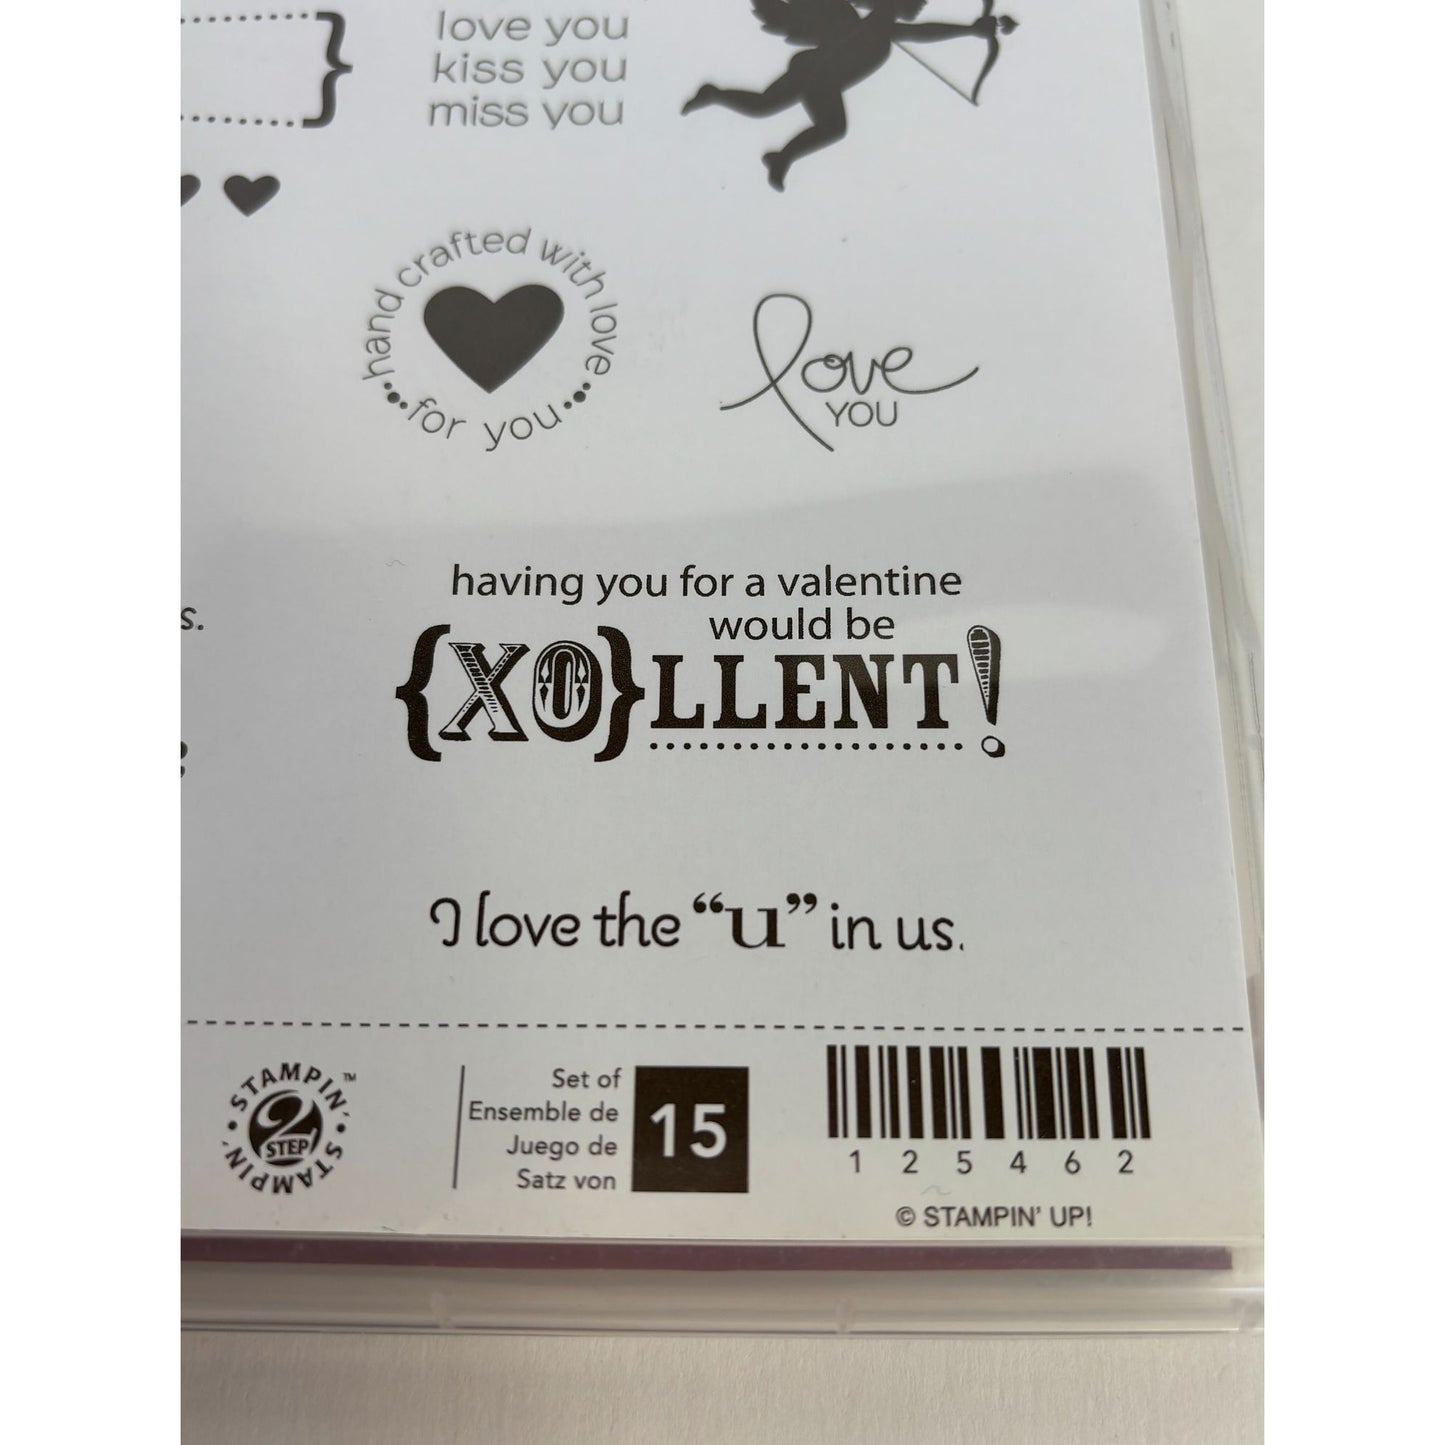 love you
kiss you
miss you
hand crafted with love
for you
love
YOU
s.
having you for a valentine
would be
{XO}LLENT!
I love the “u” in us.
STAMPIN’ ™
2
STEP
STAMPIN’
Set of
Ensemble de
Juego de
Satz von
15
1 2 5 4 6 2
© STAMPIN’ UP!